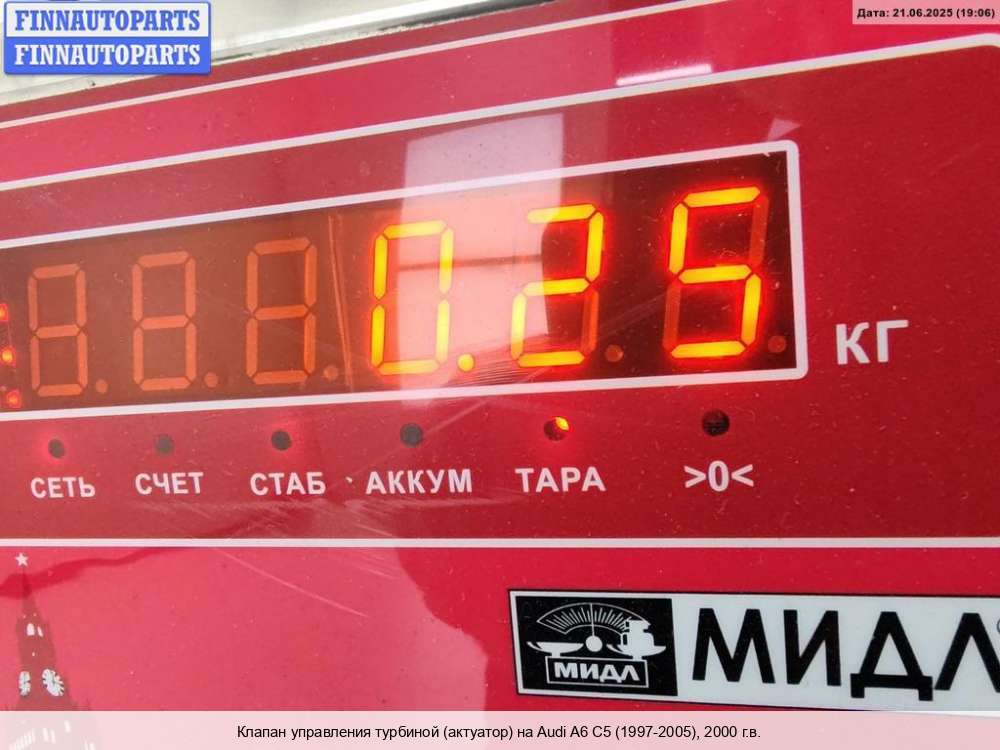 FINNAUTOPARTS
FINNAUTOPARTS
Дата: 21.06.2025 (19:06)
0.25
КГ
СЕТЬ СЧЕТ СТАБ АККУМ ТАРА >0<
МИДЛ
МИДЛ
Клапан управления турбиной (актуатор) на Audi A6 C5 (1997-2005), 2000 г.в.